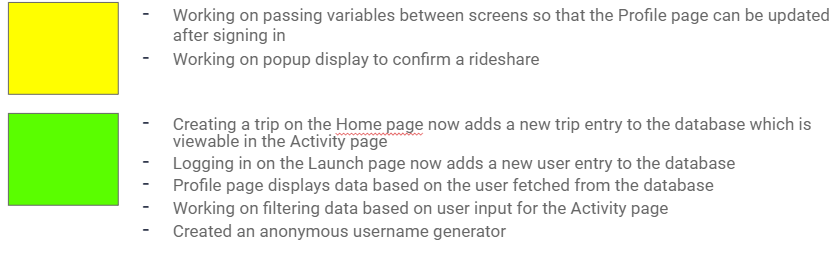 - Working on passing variables between screens so that the Profile page can be updated
after signing in
- Working on popup display to confirm a rideshare
- Creating a trip on the Home page now adds a new trip entry to the database which is
viewable in the Activity page
- Logging in on the Launch page now adds a new user entry to the database
- Profile page displays data based on the user fetched from the database
- Working on filtering data based on user input for the Activity page
- Created an anonymous username generator